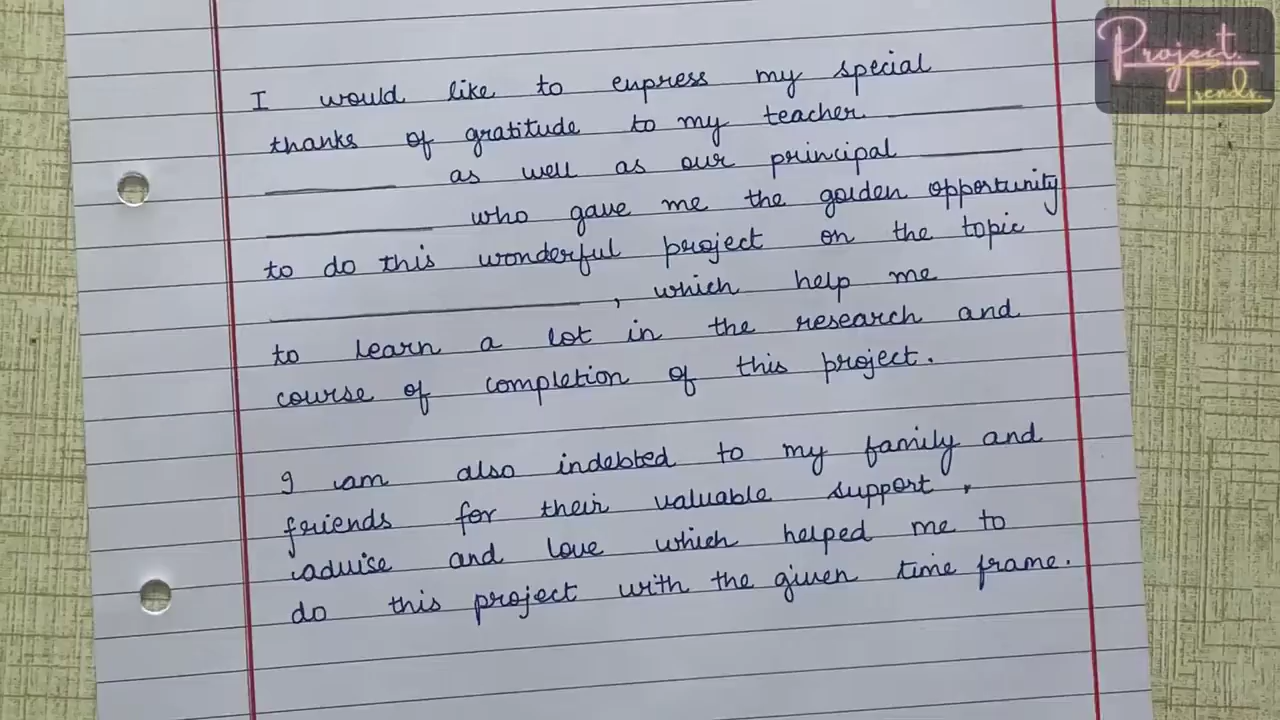 I would like to express my special
thanks of gratitude to my teacher. ________
________ as well as our principal ________
________ who gave me the golden opportunity
to do this wonderful project on the topic
________________, which help me
to learn a lot in the research and
course of completion of this project.
I am also indebted to my family and
friends for their valuable support,
advise and love which helped me to
do this project with the given time frame.
Project
Trends